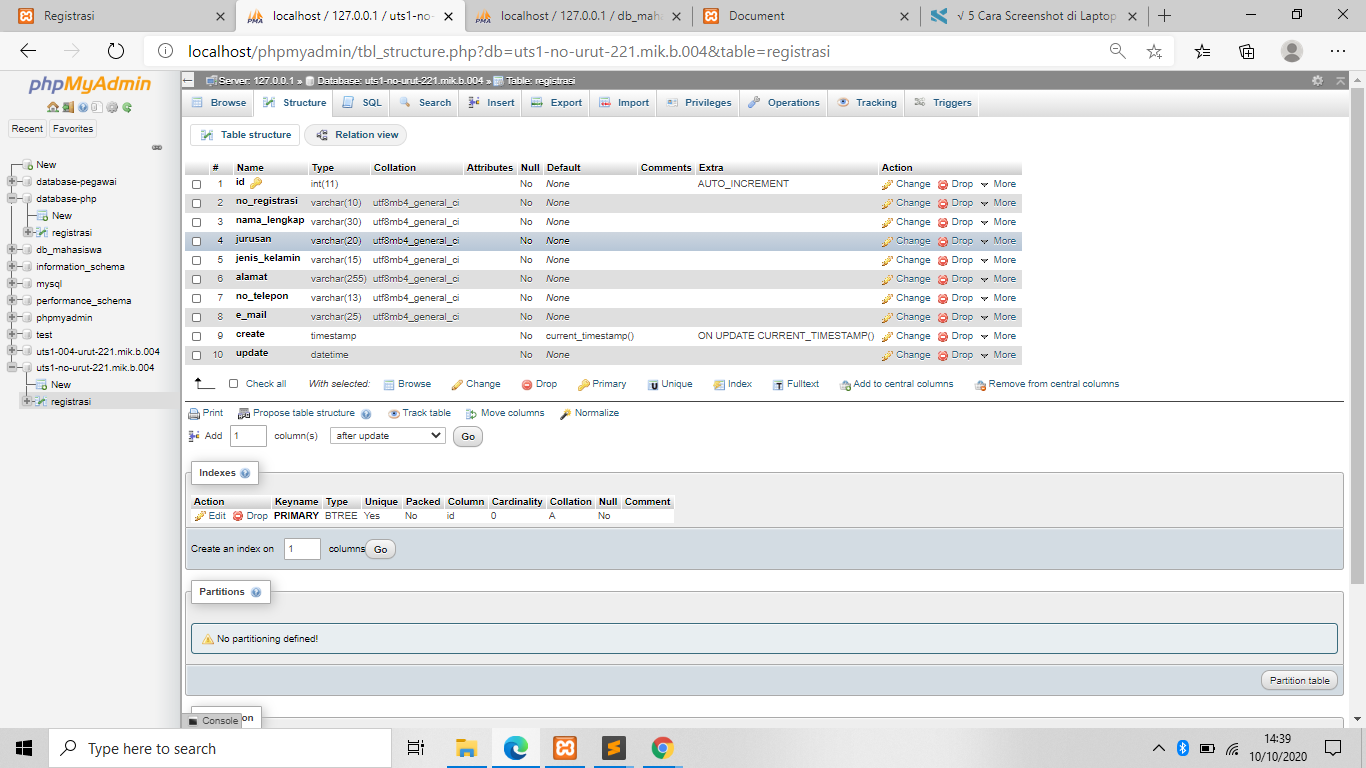 Registrasi
localhost / 127.0.0.1 / uts1-no-
localhost / 127.0.0.1 / db_maha
Document
√ 5 Cara Screenshot di Laptop
localhost/phpmyadmin/tbl_structure.php?db=uts1-no-urut-221.mik.b.004&table=registrasi
phpMyAdmin
Recent Favorites
New
database-pegawai
database-php
New
registrasi
db_mahasiswa
information_schema
mysql
performance_schema
phpmyadmin
test
uts1-004-urut-221.mik.b.004
uts1-no-urut-221.mik.b.004
New
registrasi
Server: 127.0.0.1 » Database: uts1-no-urut-221.mik.b.004 » Table: registrasi
Browse Structure SQL Search Insert Export Import Privileges Operations Tracking Triggers
Table structure Relation view
# Name Type Collation Attributes Null Default Comments Extra Action
1 id int(11) No None AUTO_INCREMENT Change Drop More
2 no_registrasi varchar(10) utf8mb4_general_ci No None Change Drop More
3 nama_lengkap varchar(30) utf8mb4_general_ci No None Change Drop More
4 jurusan varchar(20) utf8mb4_general_ci No None Change Drop More
5 jenis_kelamin varchar(15) utf8mb4_general_ci No None Change Drop More
6 alamat varchar(255) utf8mb4_general_ci No None Change Drop More
7 no_telepon varchar(13) utf8mb4_general_ci No None Change Drop More
8 e_mail varchar(25) utf8mb4_general_ci No None Change Drop More
9 create timestamp No current_timestamp() ON UPDATE CURRENT_TIMESTAMP() Change Drop More
10 update datetime No None Change Drop More
Check all With selected: Browse Change Drop Primary Unique Index Fulltext Add to central columns Remove from central columns
Print Propose table structure Track table Move columns Normalize
Add 1 column(s) after update Go
Indexes
Action Keyname Type Unique Packed Column Cardinality Collation Null Comment
Edit Drop PRIMARY BTREE Yes No id 0 A No
Create an index on 1 columns Go
Partitions
No partitioning defined!
Partition table
Console on
Type here to search
14:39
10/10/2020